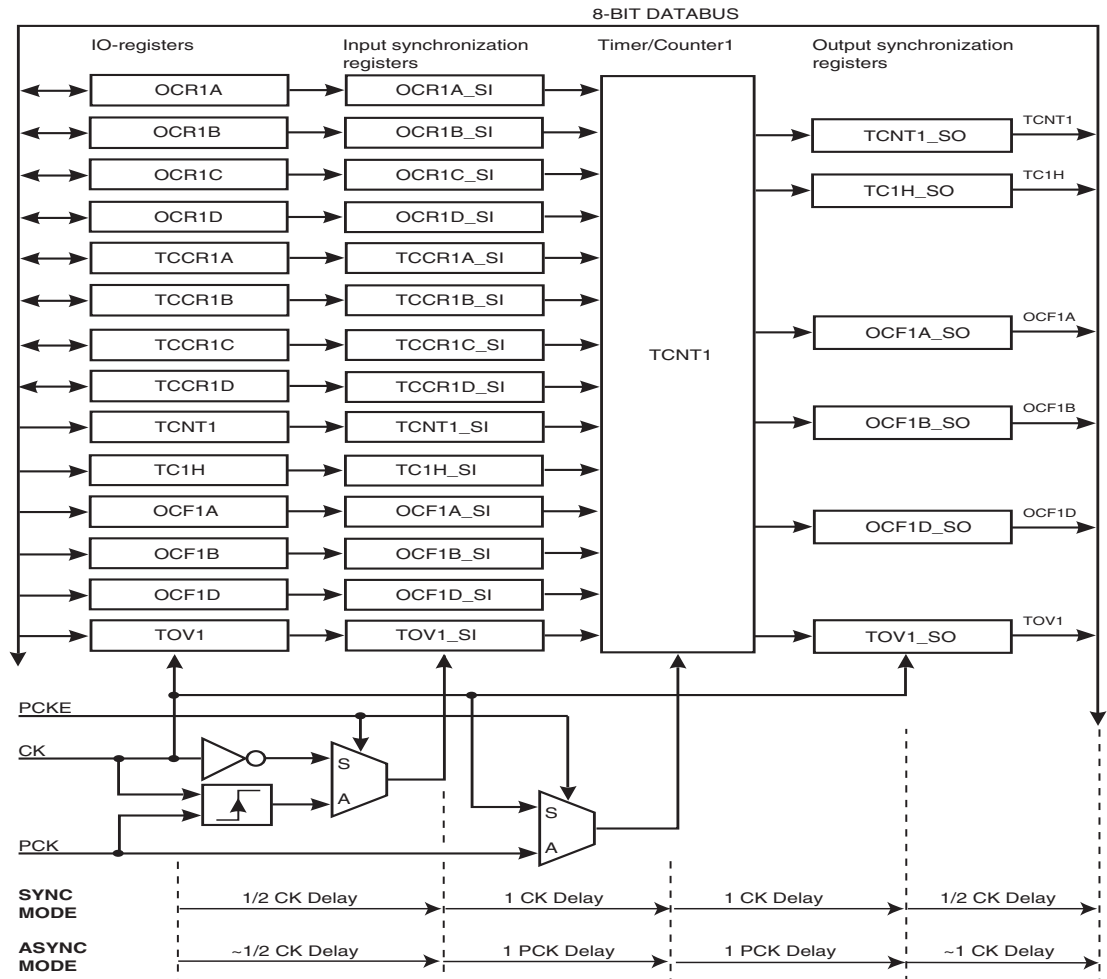 8-BIT DATABUS
IO-registers
Input synchronization
registers
Timer/Counter1
Output synchronization
registers
OCR1A
OCR1A_SI
OCR1B
OCR1B_SI
TCNT1_SO
TCNT1
OCR1C
OCR1C_SI
TC1H_SO
TC1H
OCR1D
OCR1D_SI
TCCR1A
TCCR1A_SI
TCCR1B
TCCR1B_SI
TCCR1C
TCCR1C_SI
TCNT1
OCF1A_SO
OCF1A
TCCR1D
TCCR1D_SI
TCNT1
TCNT1_SI
OCF1B_SO
OCF1B
TC1H
TC1H_SI
OCF1A
OCF1A_SI
OCF1D_SO
OCF1D
OCF1B
OCF1B_SI
OCF1D
OCF1D_SI
TOV1
TOV1_SI
TOV1_SO
TOV1
PCKE
CK
S
A
S
A
PCK
SYNC
MODE
1/2 CK Delay
1 CK Delay
1 CK Delay
1/2 CK Delay
ASYNC
MODE
~1/2 CK Delay
1 PCK Delay
1 PCK Delay
~1 CK Delay